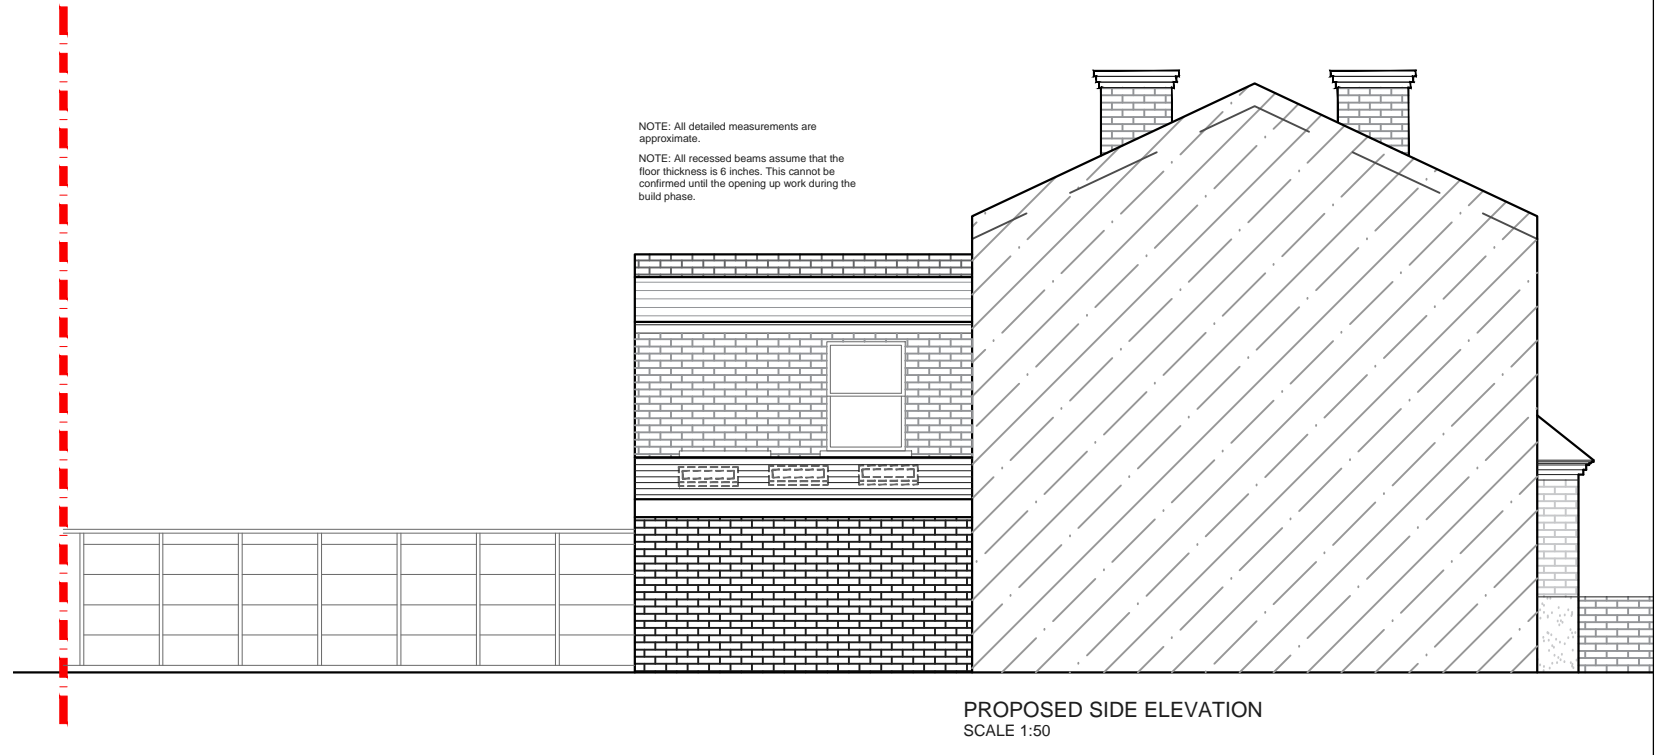 NOTE: All detailed measurements are
approximate.
NOTE: All recessed beams assume that the
floor thickness is 6 inches. This cannot be
confirmed until the opening up work during the
build phase.
PROPOSED SIDE ELEVATION
SCALE 1:50